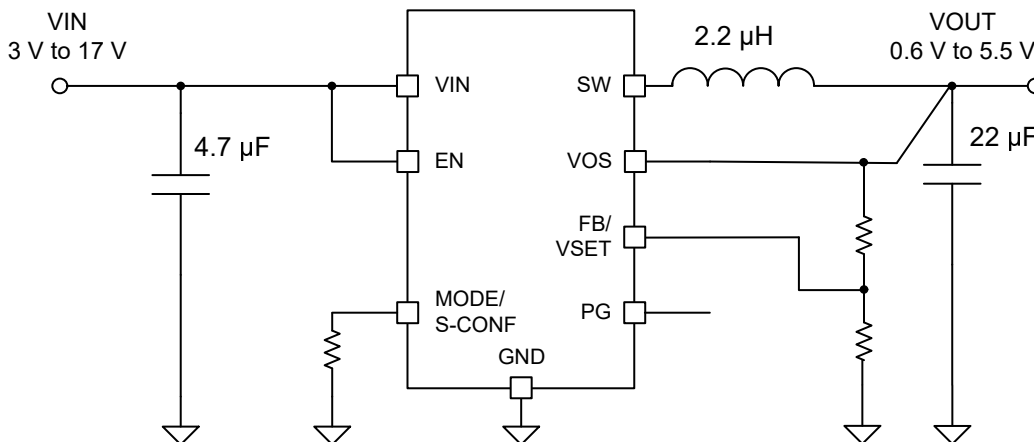 VIN
3 V to 17 V
2.2 µH
VOUT
0.6 V to 5.5 V
VIN
SW
4.7 µF
EN
VOS
22 µF
FB/
VSET
MODE/
S-CONF
PG
GND